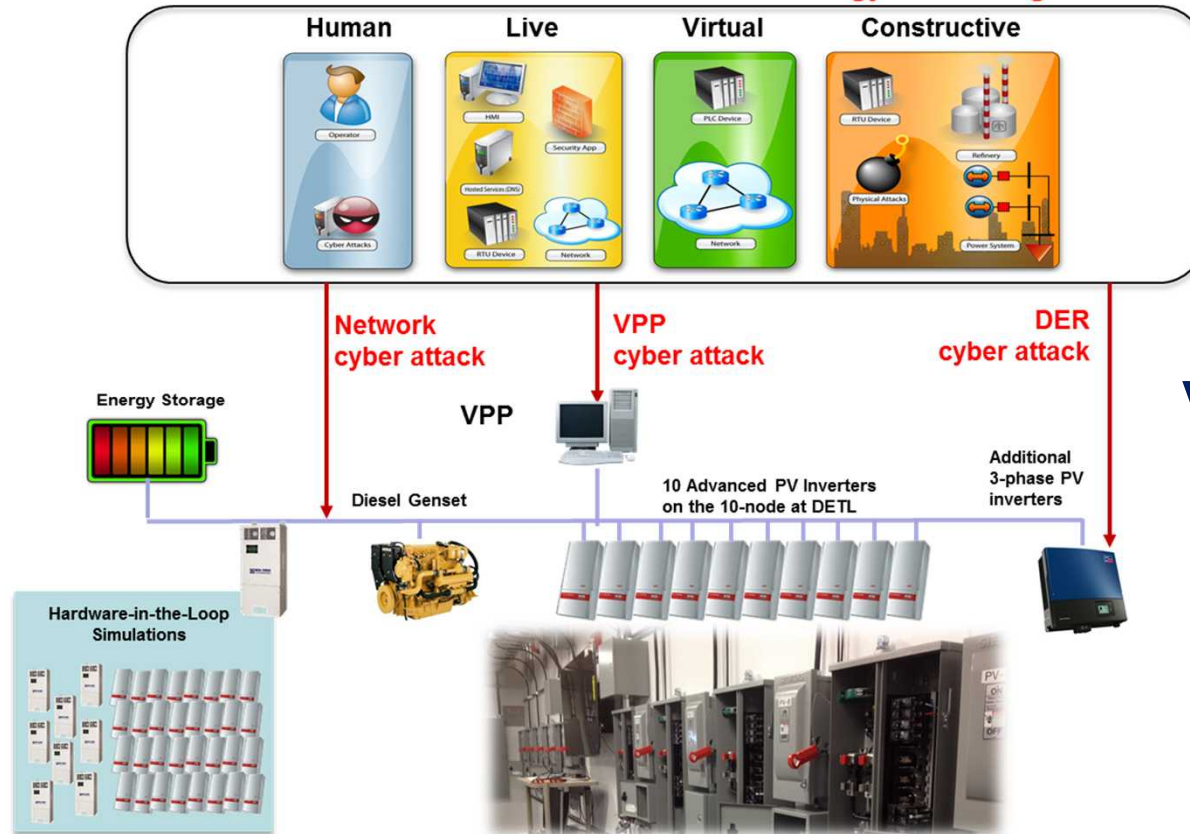 Human
Live
Virtual
Constructive
Operator
Cyber Attacks
HMI
Security App
Hosted Services (DNS)
RTU Device
Network
PLC Device
Network
RTU Device
Refinery
Physical Attacks
Power System
Network
cyber attack
VPP
cyber attack
DER
cyber attack
Energy Storage
VPP
Diesel Genset
10 Advanced PV Inverters
on the 10-node at DETL
Additional
3-phase PV
inverters
Hardware-in-the-Loop
Simulations